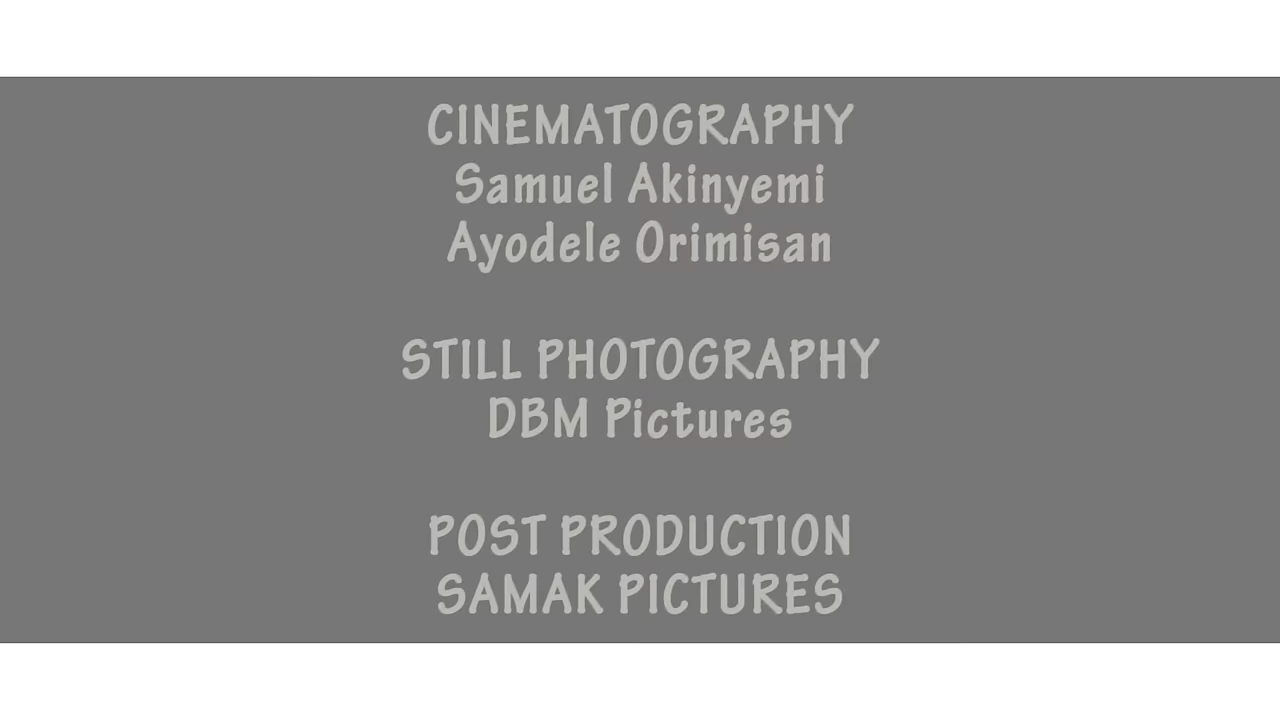 CINEMATOGRAPHY
Samuel Akinyemi
Ayodele Orimisan
STILL PHOTOGRAPHY
DBM Pictures
POST PRODUCTION
SAMAK PICTURES